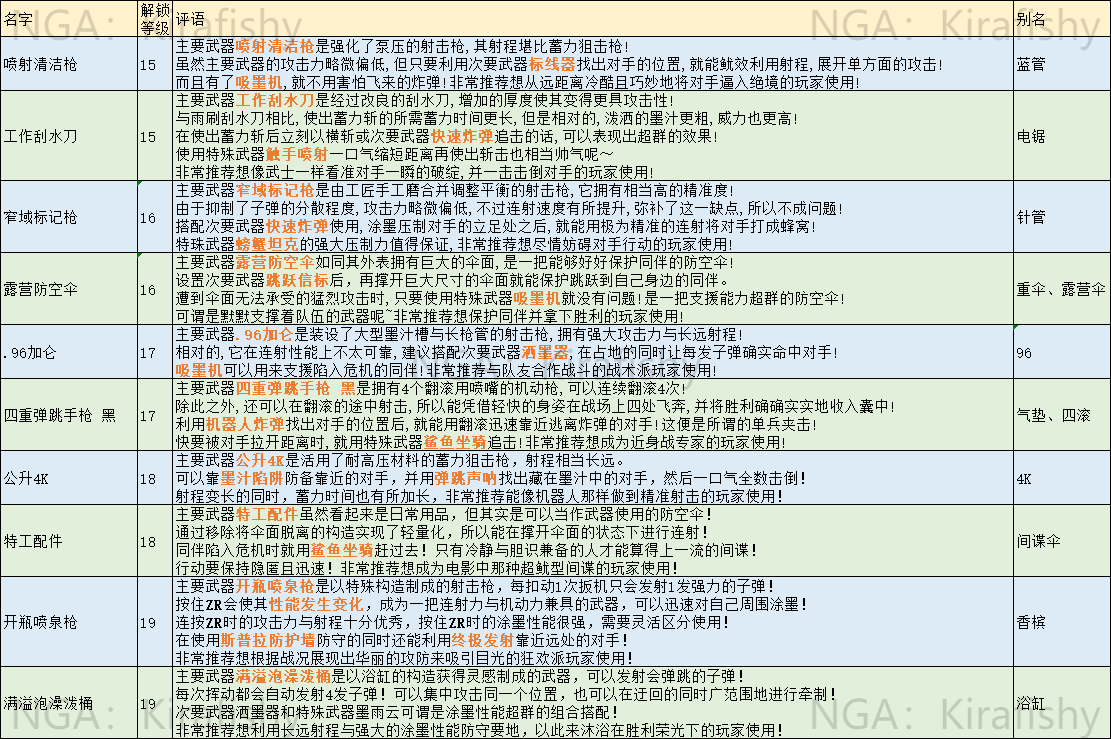 名字 解锁等级 评语 别名
NGA：Kirafishy NGA：Kirafishy
喷射清洁枪 15 蓝管
主要武器喷射清洁枪是强化了泵压的射击枪,其射程堪比蓄力狙击枪!
虽然主要武器的攻击力略微偏低,但只要利用次要武器标线器找出对手的位置,就能鱿效利用射程,展开单方面的攻击!
而且有了吸墨机,就不用害怕飞来的炸弹!非常推荐想从远距离冷酷且巧妙地将对手逼入绝境的玩家使用!
工作刮水刀 15 电锯
主要武器工作刮水刀是经过改良的刮水刀,增加的厚度使其变得更具攻击性!
与雨刷刮水刀相比,使出蓄力斩的所需蓄力时间更长,但是相对的,泼洒的墨汁更粗,威力也更高!
在使出蓄力斩后立刻以横斩或次要武器快速炸弹追击的话,可以表现出超群的效果!
使用特殊武器触手喷射一口气缩短距离再使出斩击也相当帅气呢～
非常推荐想像武士一样看准对手一瞬的破绽,并一击击倒对手的玩家使用!
窄域标记枪 16 针管
主要武器窄域标记枪是由工匠手工磨合并调整平衡的射击枪,它拥有相当高的精准度!
由于抑制了子弹的分散程度,攻击力略微偏低,不过连射速度有所提升,弥补了这一缺点,所以不成问题!
搭配次要武器快速炸弹使用,涂墨压制对手的立足处之后,就能用极为精准的连射将对手打成蜂窝!
特殊武器螃蟹坦克的强大压制力值得保证,非常推荐想尽情妨碍对手行动的玩家使用!
露营防空伞 16 重伞、露营伞
主要武器露营防空伞如同其外表拥有巨大的伞面,是一把能够好好保护同伴的防空伞!
设置次要武器跳跃信标后，再撑开巨大尺寸的伞面就能保护跳跃到自己身边的同伴。
遭到伞面无法承受的猛烈攻击时,只要使用特殊武器吸墨机就没有问题!是一把支援能力超群的防空伞!
可谓是默默支撑着队伍的武器呢~非常推荐想保护同伴并拿下胜利的玩家使用!
.96加仑 17 96
主要武器.96加仑是装设了大型墨汁槽与长枪管的射击枪,拥有强大攻击力与长远射程!
相对的,它在连射性能上不太可靠,建议搭配次要武器洒墨器,在占地的同时让每发子弹确实命中对手!
吸墨机可以用来支援陷入危机的同伴!非常推荐与队友合作战斗的战术派玩家使用!
四重弹跳手枪 黑 17 气垫、四滚
主要武器四重弹跳手枪 黑是拥有4个翻滚用喷嘴的机动枪,可以连续翻滚4次!
除此之外,还可以在翻滚的途中射击,所以能凭借轻快的身姿在战场上四处飞奔,并将胜利确确实实地收入囊中!
利用机器人炸弹找出对手的位置后,就能用翻滚迅速靠近逃离炸弹的对手!这便是所谓的单兵夹击!
快要被对手拉开距离时,就用特殊武器鲨鱼坐骑追击!非常推荐想成为近身战专家的玩家使用!
公升4K 18 4K
主要武器公升4K是活用了耐高压材料的蓄力狙击枪，射程相当长远。
可以靠墨汁陷阱防备靠近的对手，并用弹跳声呐找出藏在墨汁中的对手，然后一口气全数击倒！
射程变长的同时，蓄力时间也有所加长，非常推荐能像机器人那样做到精准射击的玩家使用！
特工配件 18 间谍伞
主要武器特工配件虽然看起来是日常用品，但其实是可以当作武器使用的防空伞！
通过移除将伞面脱离的构造实现了轻量化，所以能在撑开伞面的状态下进行连射！
同伴陷入危机时就用鲨鱼坐骑赶过去！只有冷静与胆识兼备的人才能算得上一流的间谍！
行动要保持隐匿且迅速！非常推荐想成为电影中那种超鱿型间谍的玩家使用！
开瓶喷泉枪 19 香槟
主要武器开瓶喷泉枪是以特殊构造制成的射击枪，每扣动1次扳机只会发射1发强力的子弹！
按住ZR会使其性能发生变化，成为一把连射力与机动力兼具的武器，可以迅速对自己周围涂墨！
连按ZR时的攻击力与射程十分优秀，按住ZR时的涂墨性能很强，需要灵活区分使用！
在使用斯普拉防护墙防守的同时还能利用终极发射靠近远处的对手！
非常推荐想根据战况展现出华丽的攻防来吸引目光的狂欢派玩家使用！
满溢泡澡泼桶 19 浴缸
主要武器满溢泡澡泼桶是以浴缸的构造获得灵感制成的武器，可以发射会弹跳的子弹！
每次挥动都会自动发射4发子弹！可以集中攻击同一个位置，也可以在迂回的同时广范围地进行牵制！
次要武器洒墨器和特殊武器墨雨云可谓是涂墨性能超群的组合搭配！
非常推荐想利用长远射程与强大的涂墨性能防守要地，以此来沐浴在胜利荣光下的玩家使用！
NGA：Kirafishy NGA：Kirafishy